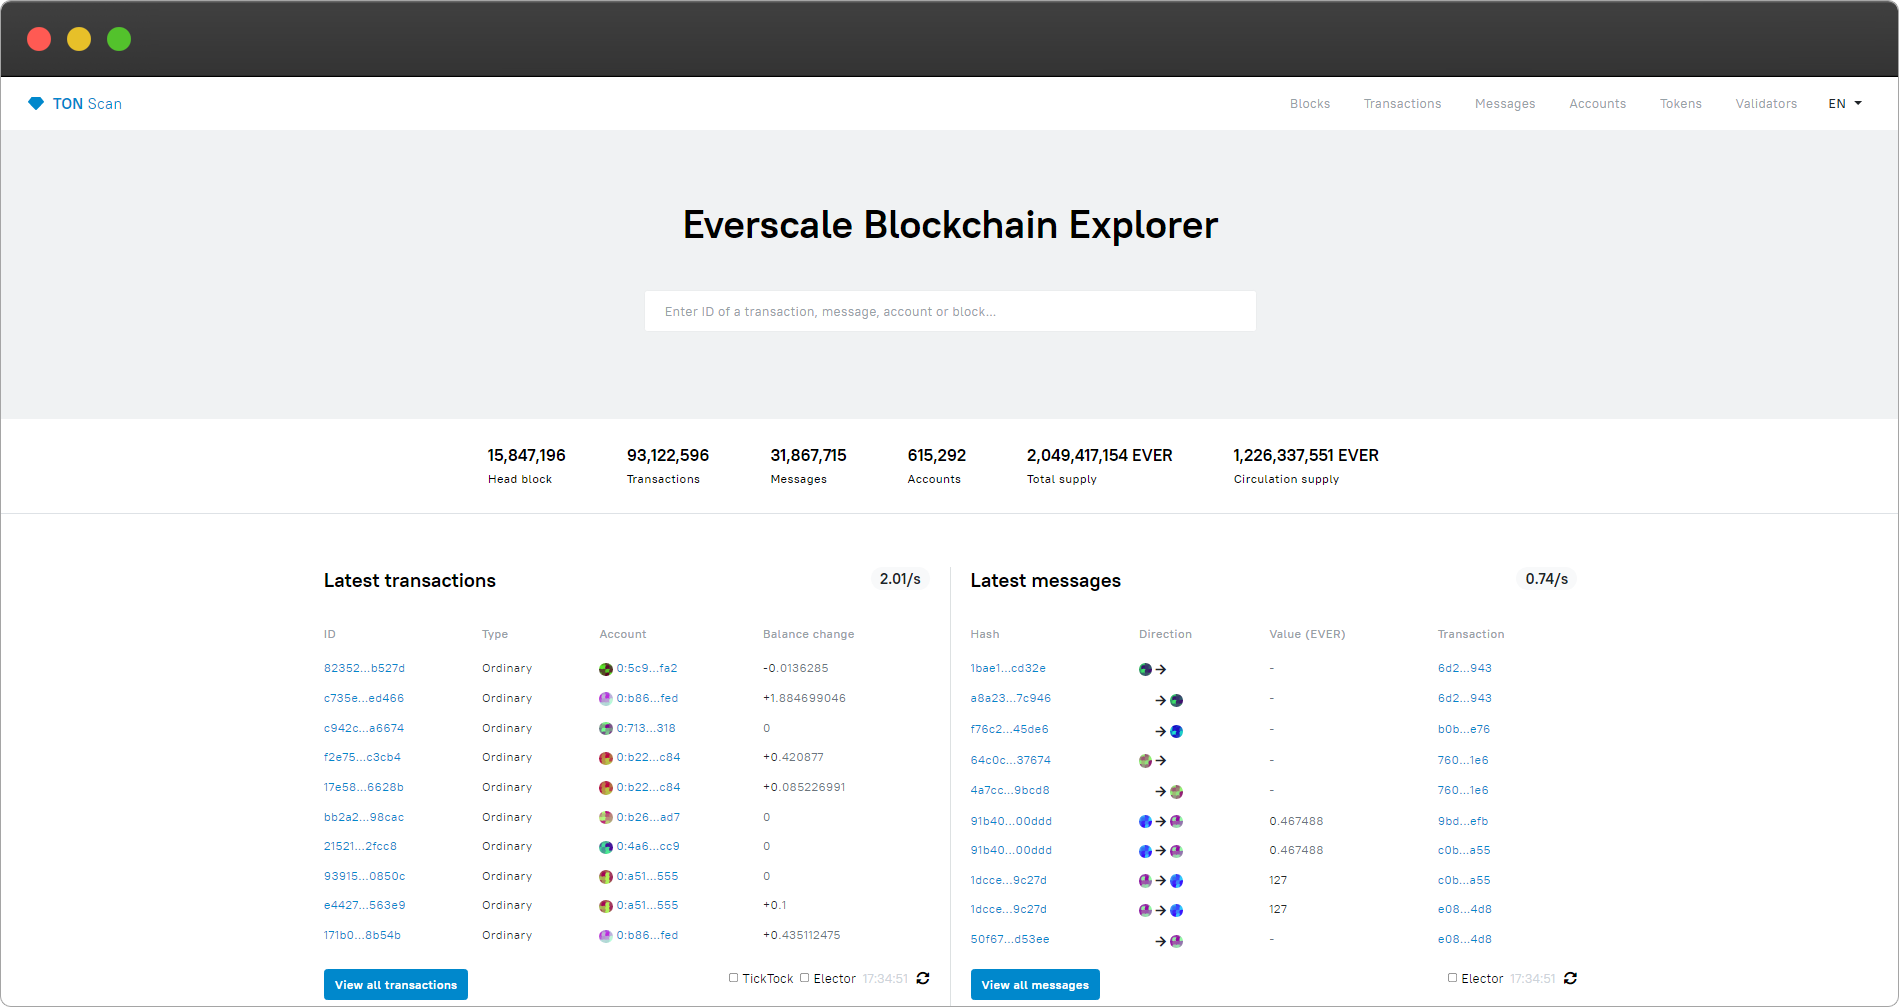 TON Scan
Blocks Transactions Messages Accounts Tokens Validators EN
Everscale Blockchain Explorer
Enter ID of a transaction, message, account or block...
15,847,196 93,122,596 31,867,715 615,292 2,049,417,154 EVER 1,226,337,551 EVER
Head block Transactions Messages Accounts Total supply Circulation supply
Latest transactions 2.01/s
ID Type Account Balance change
82352...b527d Ordinary 0:5c9...fa2 -0.0136285
c735e...ed466 Ordinary 0:b86...fed +1.884699046
c942c...a6674 Ordinary 0:713...318 0
f2e75...c3cb4 Ordinary 0:b22...c84 +0.420877
17e58...6628b Ordinary 0:b22...c84 +0.085226991
bb2a2...98cac Ordinary 0:b26...ad7 0
21521...2fcc8 Ordinary 0:4a6...cc9 0
93915...0850c Ordinary 0:a51...555 0
e4427...563e9 Ordinary 0:a51...555 +0.1
171b0...8b54b Ordinary 0:b86...fed +0.435112475
View all transactions TickTock Elector 17:34:51
Latest messages 0.74/s
Hash Direction Value (EVER) Transaction
1bae1...cd32e → - 6d2...943
a8a23...7c946 → - 6d2...943
f76c2...45de6 → - b0b...e76
64c0c...37674 → - 760...1e6
4a7cc...9bcd8 → - 760...1e6
91b40...00ddd → 0.467488 9bd...efb
91b40...00ddd → 0.467488 c0b...a55
1dcce...9c27d → 127 c0b...a55
1dcce...9c27d → 127 e08...4d8
50f67...d53ee → - e08...4d8
View all messages Elector 17:34:51